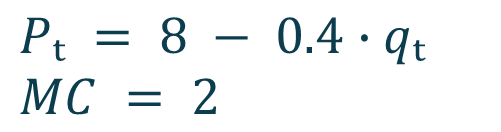 Pₜ = 8 − 0.4 · qₜ
MC = 2